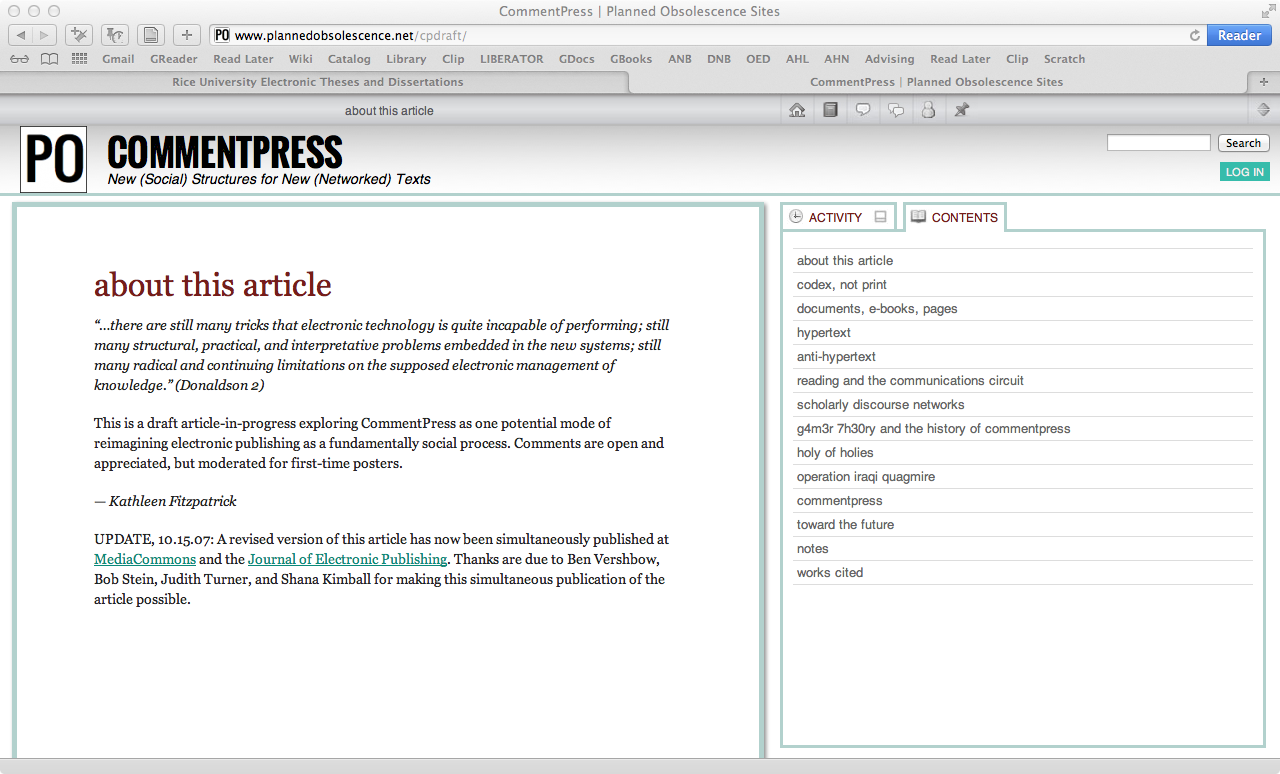 CommentPress | Planned Obsolescence Sites
PO www.plannedobsolescence.net/cpdraft/
Reader
Gmail GReader Read Later Wiki Catalog Library Clip LIBERATOR GDocs GBooks ANB DNB OED AHL AHN Advising Read Later Clip Scratch
Rice University Electronic Theses and Dissertations
CommentPress | Planned Obsolescence Sites
about this article
PO
COMMENTPRESS
New (Social) Structures for New (Networked) Texts
Search
LOG IN
about this article
“...there are still many tricks that electronic technology is quite incapable of performing; still
many structural, practical, and interpretative problems embedded in the new systems; still
many radical and continuing limitations on the supposed electronic management of
knowledge.” (Donaldson 2)
This is a draft article-in-progress exploring CommentPress as one potential mode of
reimagining electronic publishing as a fundamentally social process. Comments are open and
appreciated, but moderated for first-time posters.
— Kathleen Fitzpatrick
UPDATE, 10.15.07: A revised version of this article has now been simultaneously published at
MediaCommons and the Journal of Electronic Publishing. Thanks are due to Ben Vershbow,
Bob Stein, Judith Turner, and Shana Kimball for making this simultaneous publication of the
article possible.
ACTIVITY
CONTENTS
about this article
codex, not print
documents, e-books, pages
hypertext
anti-hypertext
reading and the communications circuit
scholarly discourse networks
g4m3r 7h30ry and the history of commentpress
holy of holies
operation iraqi quagmire
commentpress
toward the future
notes
works cited